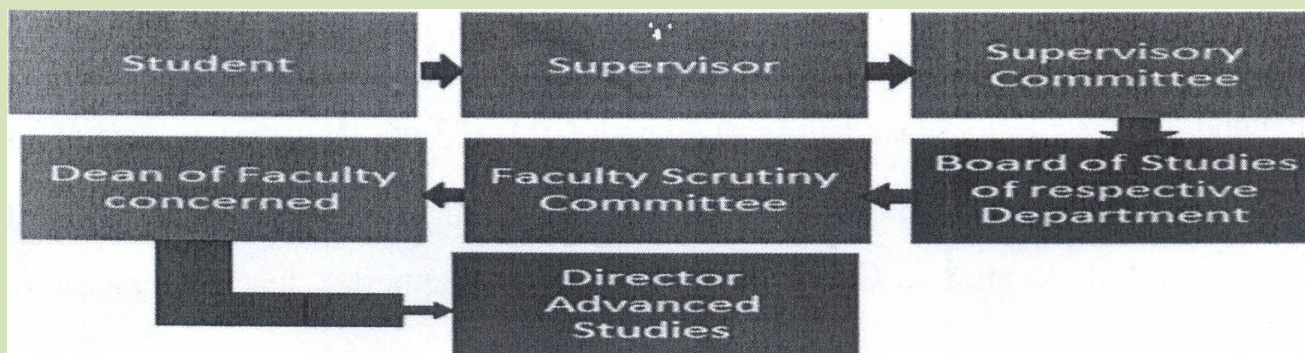 Student
Supervisor
Supervisory
Committee
Board of Studies
of respective
Department
Faculty Scrutiny
Committee
Dean of Faculty
concerned
Director
Advanced
Studies